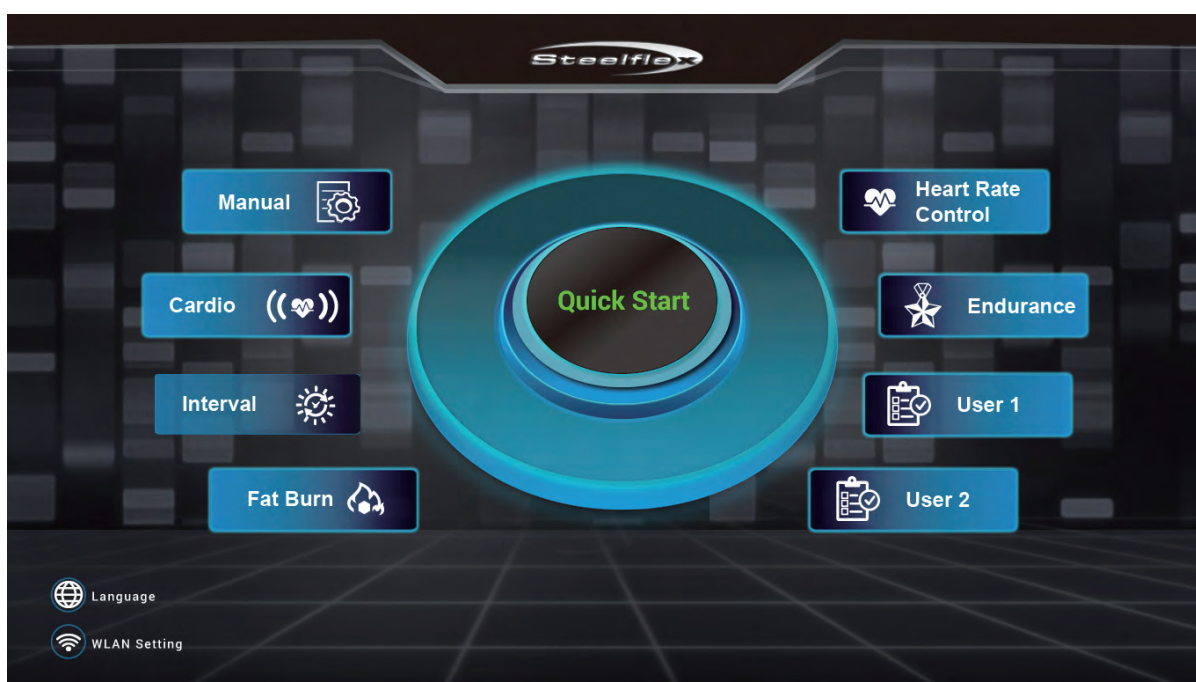 Steelflex
Manual
Cardio
Interval
Fat Burn
Quick Start
Heart Rate
Control
Endurance
User 1
User 2
Language
WLAN Setting